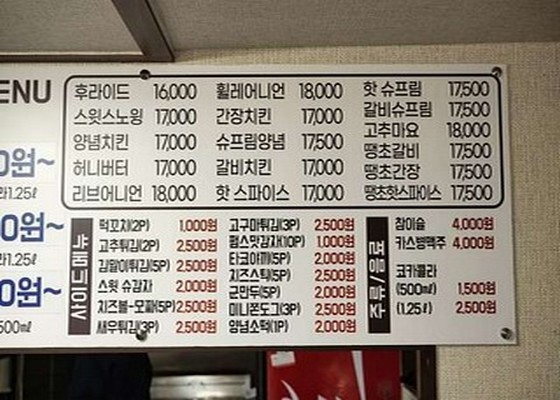 ENU
0원~
라1.25ℓ
0원~
라1.25ℓ
0원~
500㎖
후라이드 16,000
스윗스노윙 17,000
양념치킨 17,000
허니버터 17,000
리브어니언 18,000
휠레어니언 18,000
간장치킨 17,000
슈프림양념 17,500
갈비치킨 17,000
핫스파이스 17,000
핫 슈프림 17,500
갈비슈프림 17,500
고추마요 18,000
땡초갈비 17,500
땡초간장 17,500
땡초핫스파이스 17,500
사이드메뉴
떡꼬치(2P) 1,000원
고추튀김(2P) 2,500원
김말이튀김(5P) 2,500원
스윗 슈감자 2,000원
치즈볼-모짜(5P) 2,500원
새우튀김(3P) 2,500원
고구마튀김(3P) 2,500원
펌스맛감자(10P) 1,000원
타코야끼(5P) 2,000원
치즈스틱(5P) 2,500원
군만두(5P) 2,000원
미니폰도그(3P) 2,500원
양념소떡(1P) 2,000원
주류음료
참이슬 4,000원
카스병맥주 4,000원
코카콜라
(500㎖) 1,500원
(1.25ℓ) 2,500원